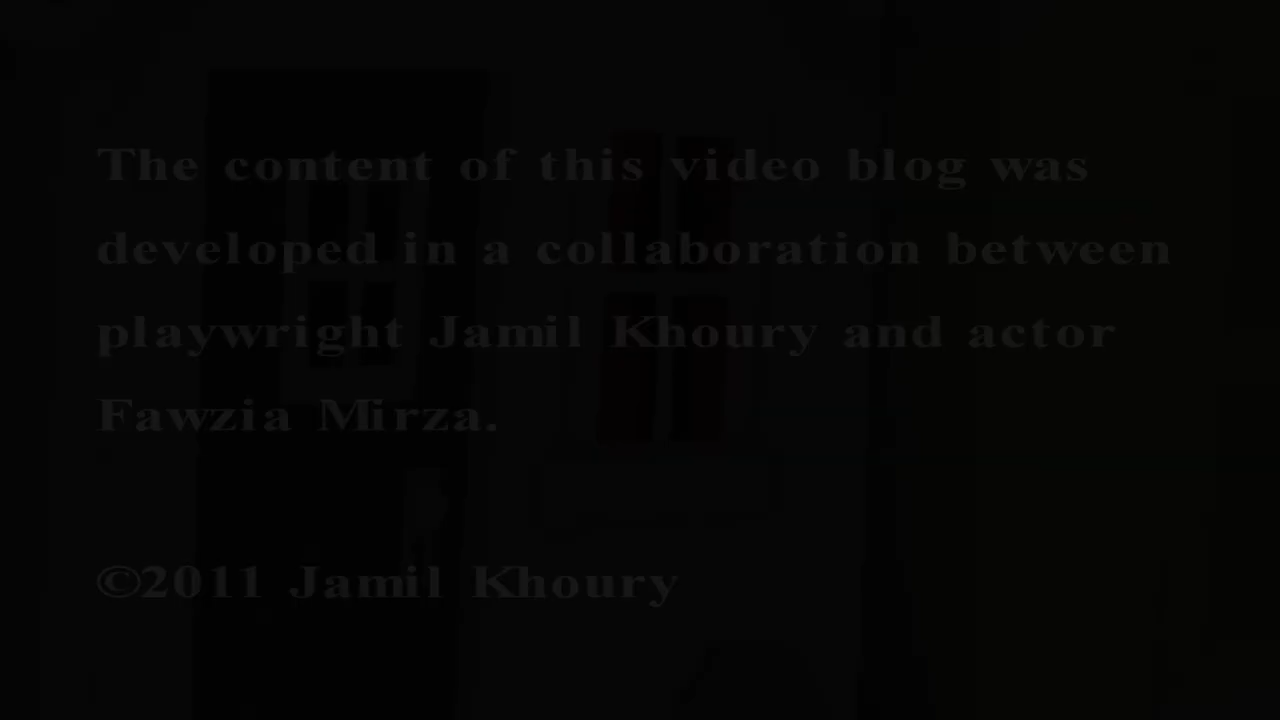 The content of this video blog was
developed in a collaboration between
playwright Jamil Khoury and actor
Fawzia Mirza.
©2011 Jamil Khoury